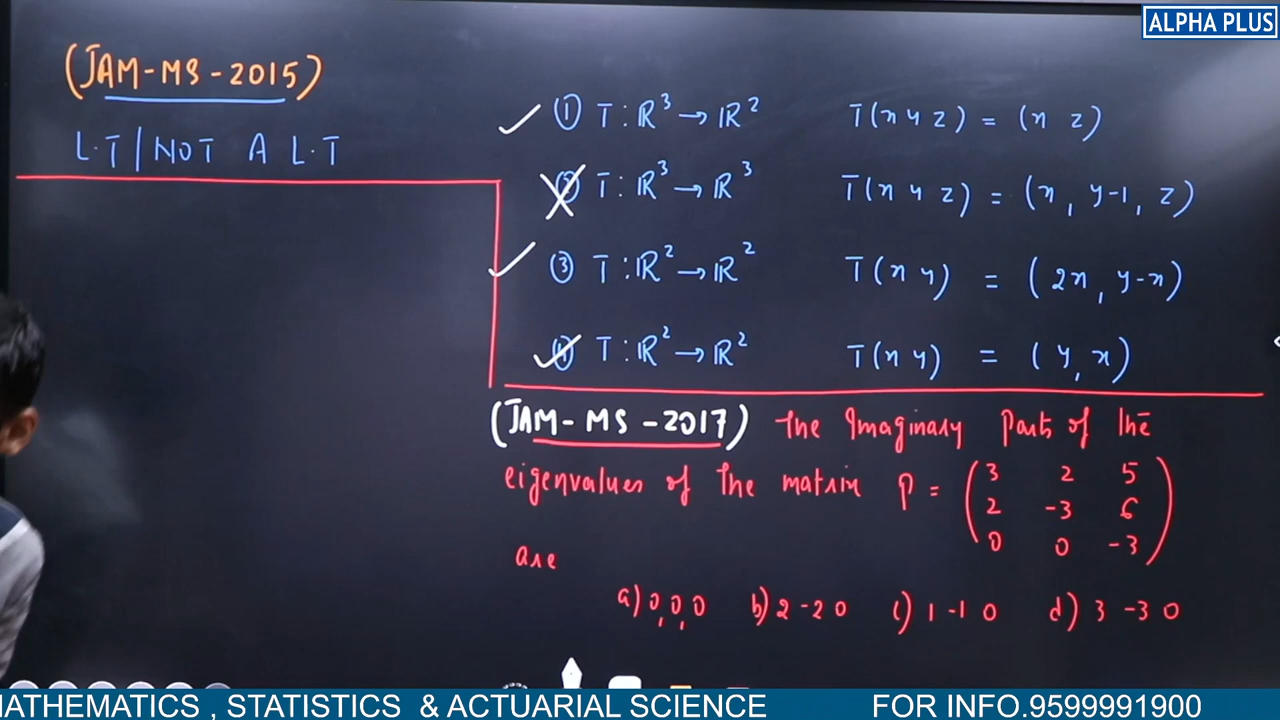 ALPHA PLUS
(JAM-MS-2015)
L.T/NOT A L.T
① T : ℝ³ → ℝ² T(x y z) = (x z)
② T : ℝ³ → ℝ³ T(x y z) = (x, y-1, z)
③ T : ℝ² → ℝ² T(x y) = (2x, y-x)
④ T : ℝ² → ℝ² T(x y) = (y, x)
(JAM-MS-2017) The Imaginary Parts of the
eigenvalues of the matrix P = (3 2 5
2 -3 6
0 0 -3)
are
a) 0, 0, 0 b) 2 -2 0 c) 1 -1 0 d) 3 -3 0
MATHEMATICS , STATISTICS & ACTUARIAL SCIENCE FOR INFO.9599991900